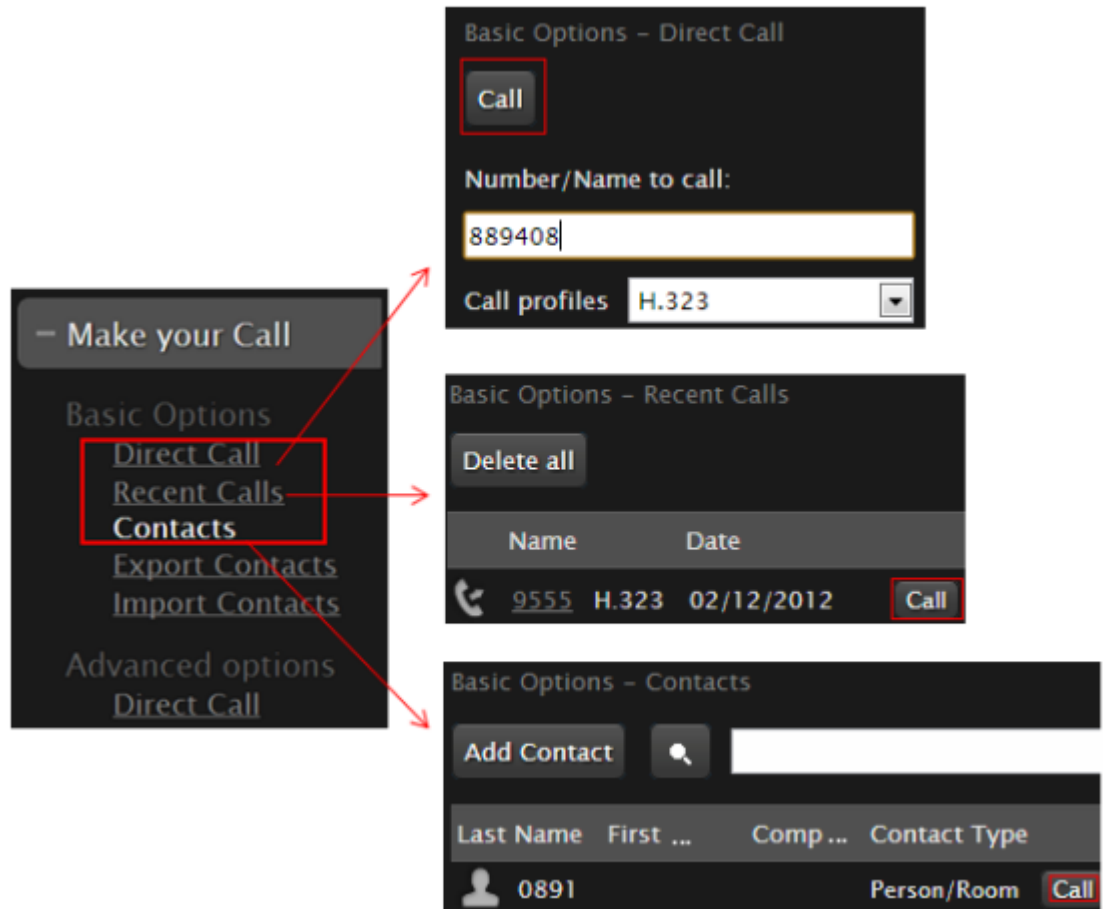 Basic Options – Direct Call
Call
Number/Name to call:
889408
Call profiles H.323
– Make your Call
Basic Options
Direct Call
Recent Calls
Contacts
Export Contacts
Import Contacts
Advanced options
Direct Call
Basic Options – Recent Calls
Delete all
Name Date
9555 H.323 02/12/2012 Call
Basic Options – Contacts
Add Contact
Last Name First ... Comp ... Contact Type
0891 Person/Room Call